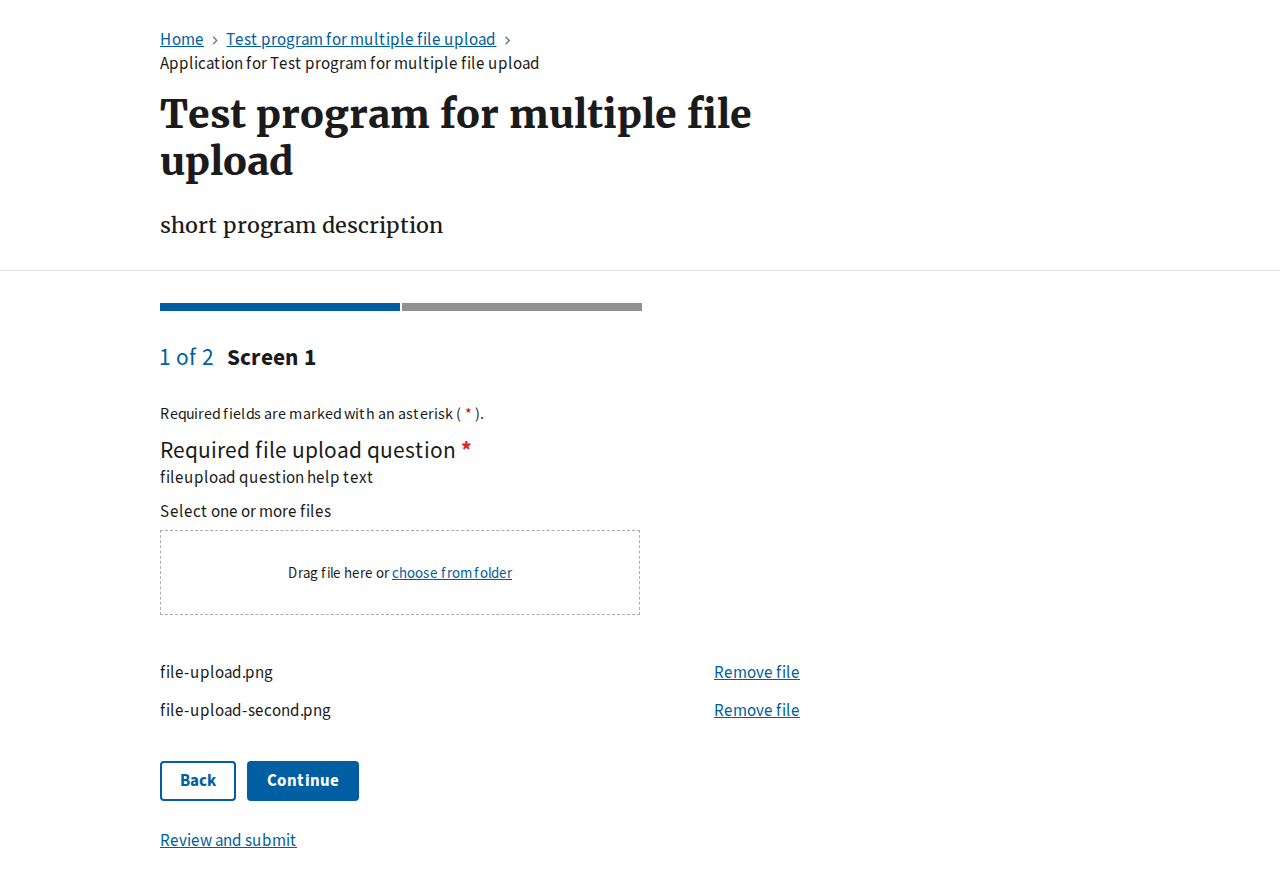 Home > Test program for multiple file upload >
Application for Test program for multiple file upload
Test program for multiple file
upload
short program description
1 of 2 Screen 1
Required fields are marked with an asterisk ( * ).
Required file upload question *
fileupload question help text
Select one or more files
Drag file here or choose from folder
file-upload.png Remove file
file-upload-second.png Remove file
Back Continue
Review and submit